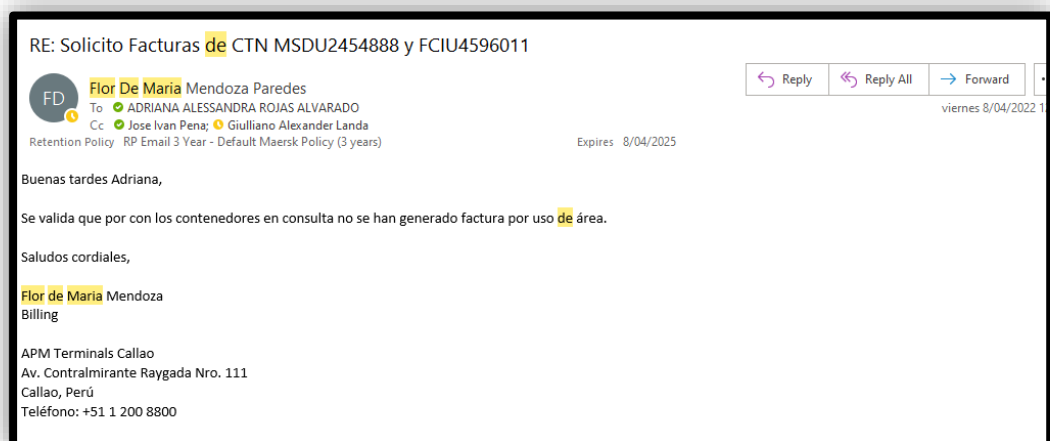 RE: Solicito Facturas de CTN MSDU2454888 y FCIU4596011
FD
Flor De Maria Mendoza Paredes
To ADRIANA ALESSANDRA ROJAS ALVARADO
Cc Jose Ivan Pena; Giulliano Alexander Landa
Retention Policy RP Email 3 Year - Default Maersk Policy (3 years)
Expires 8/04/2025
Reply
Reply All
Forward
viernes 8/04/2022
Buenas tardes Adriana,
Se valida que por con los contenedores en consulta no se han generado factura por uso de área.
Saludos cordiales,
Flor de Maria Mendoza
Billing
APM Terminals Callao
Av. Contralmirante Raygada Nro. 111
Callao, Perú
Teléfono: +51 1 200 8800